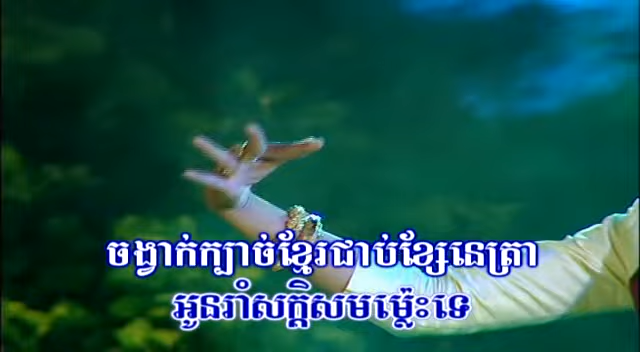 ចង្វាក់ក្បាច់ខ្មែរជាប់ខ្សែនេត្រា
អូនរាំសក្តិសមម្ល៉េះទេ